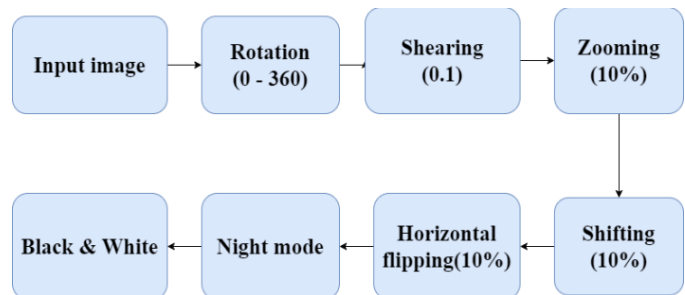 Input image
Rotation
(0 - 360)
Shearing
(0.1)
Zooming
(10%)
Shifting
(10%)
Horizontal
flipping(10%)
Night mode
Black & White